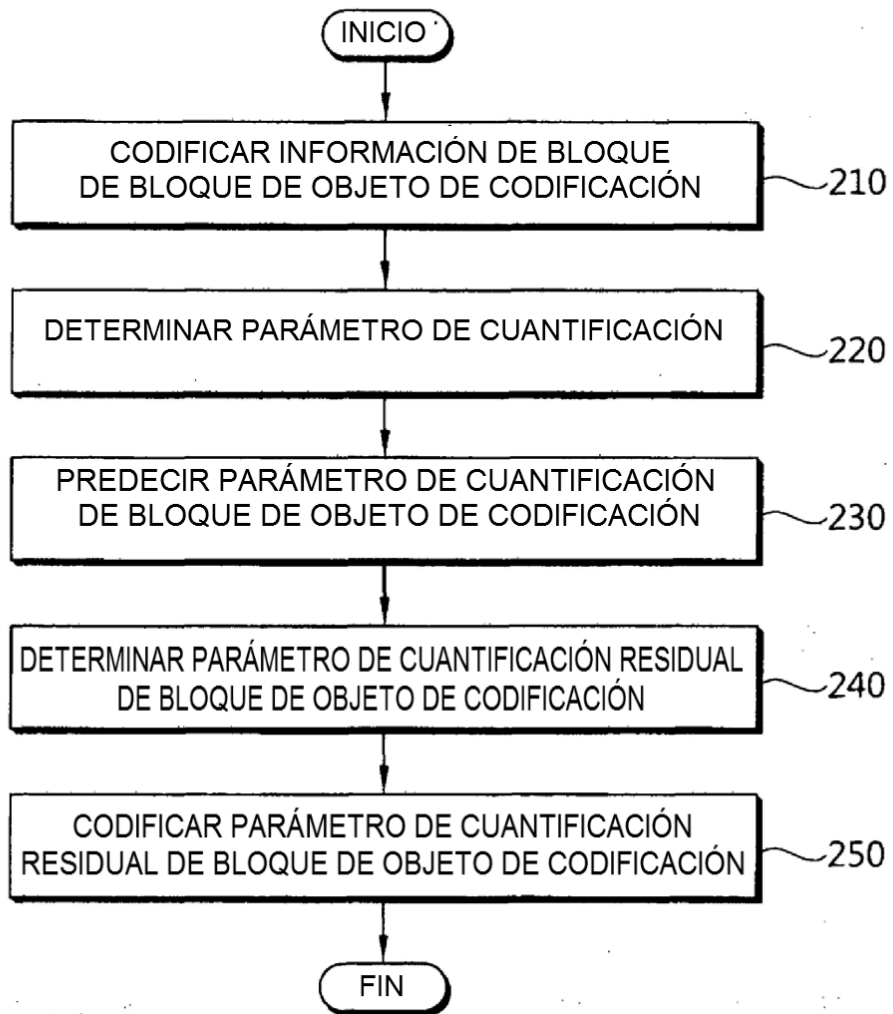 INICIO
CODIFICAR INFORMACIÓN DE BLOQUE
DE BLOQUE DE OBJETO DE CODIFICACIÓN
210
DETERMINAR PARÁMETRO DE CUANTIFICACIÓN
220
PREDECIR PARÁMETRO DE CUANTIFICACIÓN
DE BLOQUE DE OBJETO DE CODIFICACIÓN
230
DETERMINAR PARÁMETRO DE CUANTIFICACIÓN RESIDUAL
DE BLOQUE DE OBJETO DE CODIFICACIÓN
240
CODIFICAR PARÁMETRO DE CUANTIFICACIÓN
RESIDUAL DE BLOQUE DE OBJETO DE CODIFICACIÓN
250
FIN